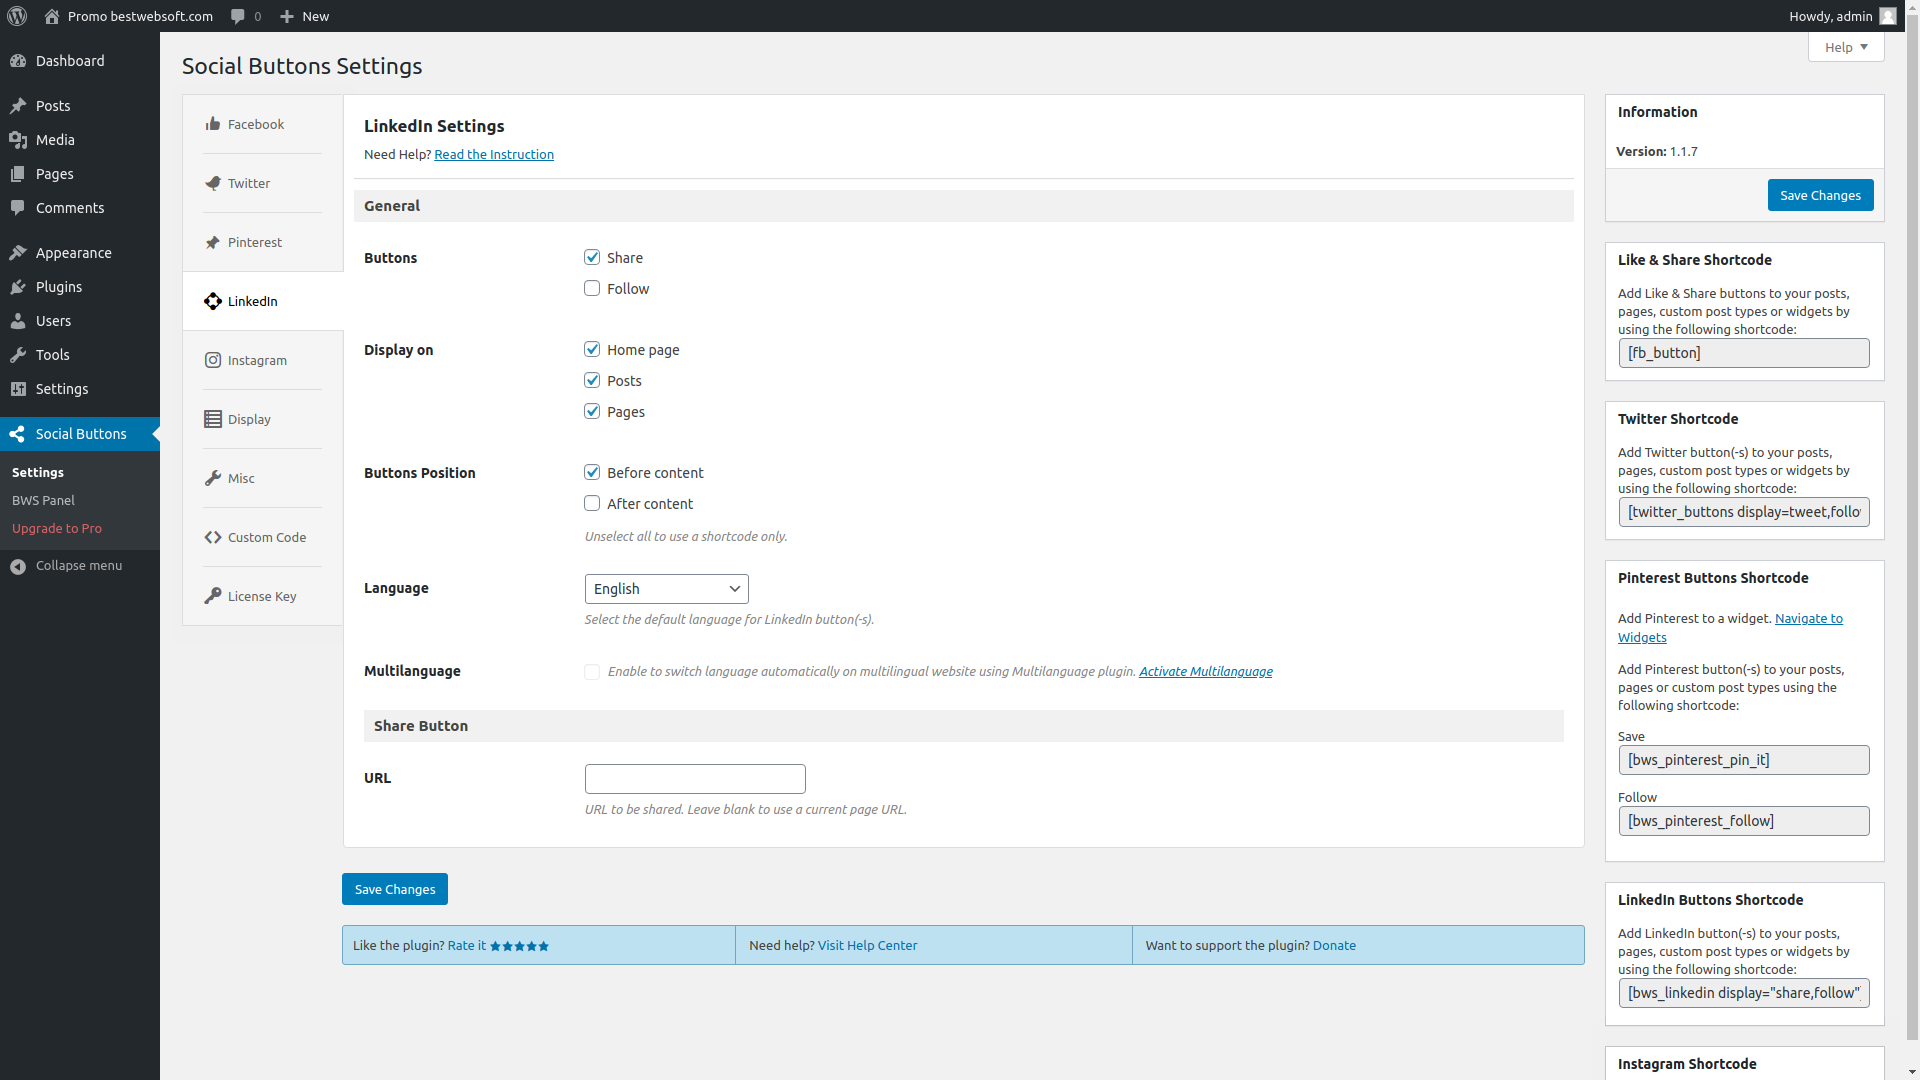 Promo bestwebsoft.com
0
New
Howdy, admin
Dashboard
Posts
Media
Pages
Comments
Appearance
Plugins
Users
Tools
Settings
Social Buttons
Settings
BWS Panel
Upgrade to Pro
Collapse menu
Help
Social Buttons Settings
Facebook
Twitter
Pinterest
LinkedIn
Instagram
Display
Misc
Custom Code
License Key
LinkedIn Settings
Need Help? Read the Instruction
General
Buttons
Share
Follow
Display on
Home page
Posts
Pages
Buttons Position
Before content
After content
Unselect all to use a shortcode only.
Language
English
Select the default language for LinkedIn button(-s).
Multilanguage
Enable to switch language automatically on multilingual website using Multilanguage plugin. Activate Multilanguage
Share Button
URL
URL to be shared. Leave blank to use a current page URL.
Save Changes
Like the plugin? Rate it ★★★★★
Need help? Visit Help Center
Want to support the plugin? Donate
Information
Version: 1.1.7
Save Changes
Like & Share Shortcode
Add Like & Share buttons to your posts,
pages, custom post types or widgets by
using the following shortcode:
[fb_button]
Twitter Shortcode
Add Twitter button(-s) to your posts,
pages, custom post types or widgets by
using the following shortcode:
[twitter_buttons display=tweet,follo
Pinterest Buttons Shortcode
Add Pinterest to a widget. Navigate to
Widgets
Add Pinterest button(-s) to your posts,
pages or custom post types using the
following shortcode:
Save
[bws_pinterest_pin_it]
Follow
[bws_pinterest_follow]
LinkedIn Buttons Shortcode
Add LinkedIn button(-s) to your posts,
pages, custom post types or widgets by
using the following shortcode:
[bws_linkedin display="share,follow"
Instagram Shortcode